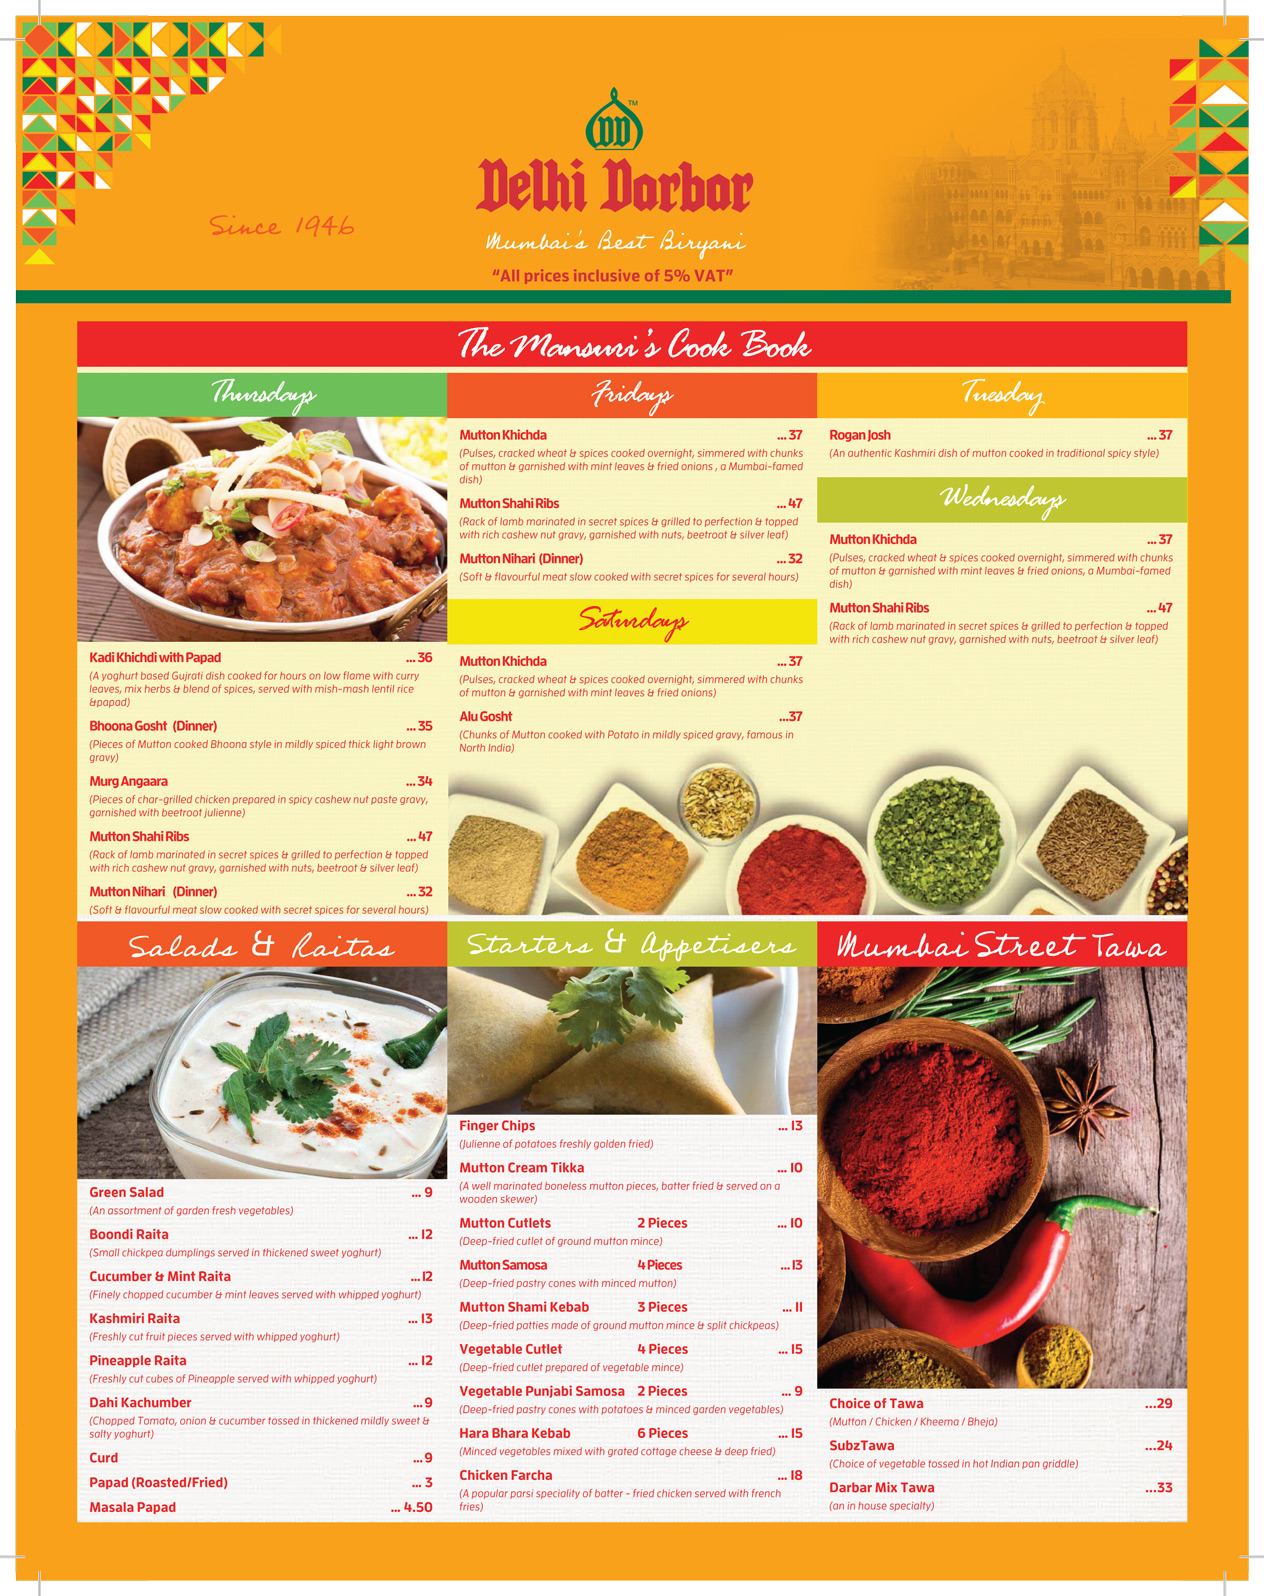 DD™
Delhi Darbar
Since 1946
Mumbai's Best Biryani
“All prices inclusive of 5% VAT”
The Mansuri's Cook Book
Thursdays
Kadi Khichdi with Papad ... 36
(A yoghurt based Gujrati dish cooked for hours on low flame with curry
leaves, mix herbs & blend of spices, served with mish-mash lentil rice
&papad)
Bhoona Gosht (Dinner) ... 35
(Pieces of Mutton cooked Bhoona style in mildly spiced thick light brown
gravy)
Murg Angaara ... 34
(Pieces of char-grilled chicken prepared in spicy cashew nut paste gravy,
garnished with beetroot julienne)
Mutton Shahi Ribs ... 47
(Rack of lamb marinated in secret spices & grilled to perfection & topped
with rich cashew nut gravy, garnished with nuts, beetroot & silver leaf)
Mutton Nihari (Dinner) ... 32
(Soft & flavourful meat slow cooked with secret spices for several hours)
Fridays
Mutton Khichda ... 37
(Pulses, cracked wheat & spices cooked overnight, simmered with chunks
of mutton & garnished with mint leaves & fried onions , a Mumbai-famed
dish)
Mutton Shahi Ribs ... 47
(Rack of lamb marinated in secret spices & grilled to perfection & topped
with rich cashew nut gravy, garnished with nuts, beetroot & silver leaf)
Mutton Nihari (Dinner) ... 32
(Soft & flavourful meat slow cooked with secret spices for several hours)
Saturdays
Mutton Khichda ... 37
(Pulses, cracked wheat & spices cooked overnight, simmered with chunks
of mutton & garnished with mint leaves & fried onions)
Alu Gosht ...37
(Chunks of Mutton cooked with Potato in mildly spiced gravy, famous in
North India)
Tuesday
Rogan Josh ... 37
(An authentic Kashmiri dish of mutton cooked in traditional spicy style)
Wednesdays
Mutton Khichda ... 37
(Pulses, cracked wheat & spices cooked overnight, simmered with chunks
of mutton & garnished with mint leaves & fried onions, a Mumbai-famed
dish)
Mutton Shahi Ribs ... 47
(Rack of lamb marinated in secret spices & grilled to perfection & topped
with rich cashew nut gravy, garnished with nuts, beetroot & silver leaf)
Salads & Raitas
Green Salad ... 9
(An assortment of garden fresh vegetables)
Boondi Raita ... 12
(Small chickpea dumplings served in thickened sweet yoghurt)
Cucumber & Mint Raita ... 12
(Finely chopped cucumber & mint leaves served with whipped yoghurt)
Kashmiri Raita ... 13
(Freshly cut fruit pieces served with whipped yoghurt)
Pineapple Raita ... 12
(Freshly cut cubes of Pineapple served with whipped yoghurt)
Dahi Kachumber ... 9
(Chopped Tomato, onion & cucumber tossed in thickened mildly sweet &
salty yoghurt)
Curd ... 9
Papad (Roasted/Fried) ... 3
Masala Papad ... 4.50
Starters & Appetisers
Finger Chips ... 13
(Julienne of potatoes freshly golden fried)
Mutton Cream Tikka ... 10
(A well marinated boneless mutton pieces, batter fried & served on a
wooden skewer)
Mutton Cutlets 2 Pieces ... 10
(Deep-fried cutlet of ground mutton mince)
Mutton Samosa 4 Pieces ... 13
(Deep-fried pastry cones with minced mutton)
Mutton Shami Kebab 3 Pieces ... 11
(Deep-fried patties made of ground mutton mince & split chickpeas)
Vegetable Cutlet 4 Pieces ... 15
(Deep-fried cutlet prepared of vegetable mince)
Vegetable Punjabi Samosa 2 Pieces ... 9
(Deep-fried pastry cones with potatoes & minced garden vegetables)
Hara Bhara Kebab 6 Pieces ... 15
(Minced vegetables mixed with grated cottage cheese & deep fried)
Chicken Farcha ... 18
(A popular parsi speciality of batter - fried chicken served with french
fries)
Mumbai Street Tawa
Choice of Tawa ...29
(Mutton / Chicken / Kheema / Bheja)
SubzTawa ...24
(Choice of vegetable tossed in hot Indian pan griddle)
Darbar Mix Tawa ...33
(an in house specialty)